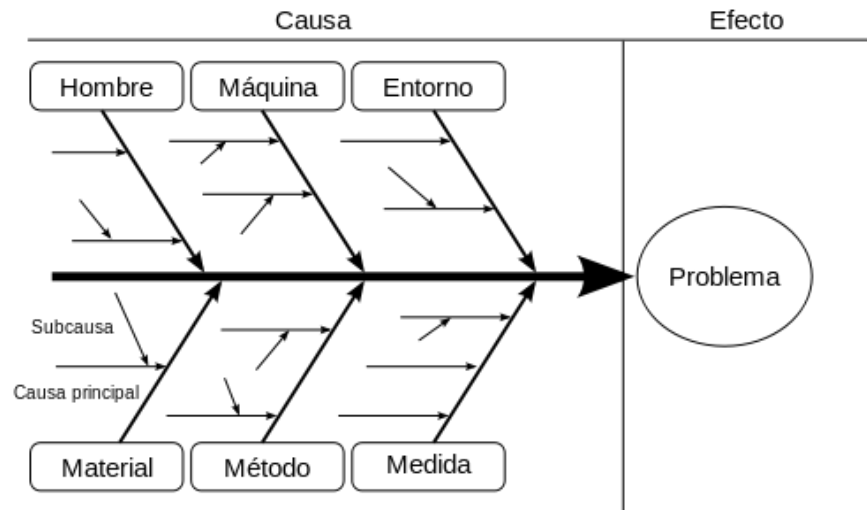 Causa
Efecto
Hombre
Máquina
Entorno
Problema
Subcausa
Causa principal
Material
Método
Medida